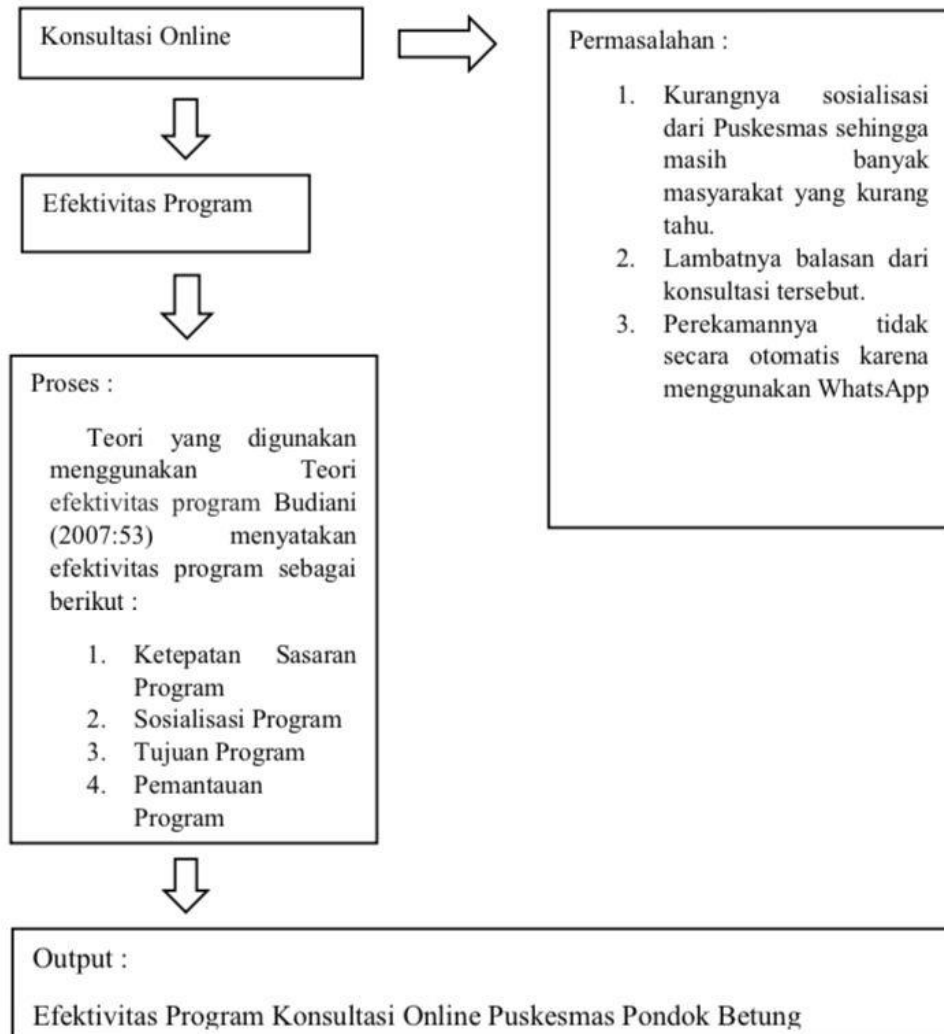 Konsultasi Online
Permasalahan :
1. Kurangnya sosialisasi
dari Puskesmas sehingga
masih banyak
masyarakat yang kurang
tahu.
2. Lambatnya balasan dari
konsultasi tersebut.
3. Perekamannya tidak
secara otomatis karena
menggunakan WhatsApp
Efektivitas Program
Proses :
Teori yang digunakan
menggunakan Teori
efektivitas program Budiani
(2007:53) menyatakan
efektivitas program sebagai
berikut :
1. Ketepatan Sasaran
Program
2. Sosialisasi Program
3. Tujuan Program
4. Pemantauan
Program
Output :
Efektivitas Program Konsultasi Online Puskesmas Pondok Betung